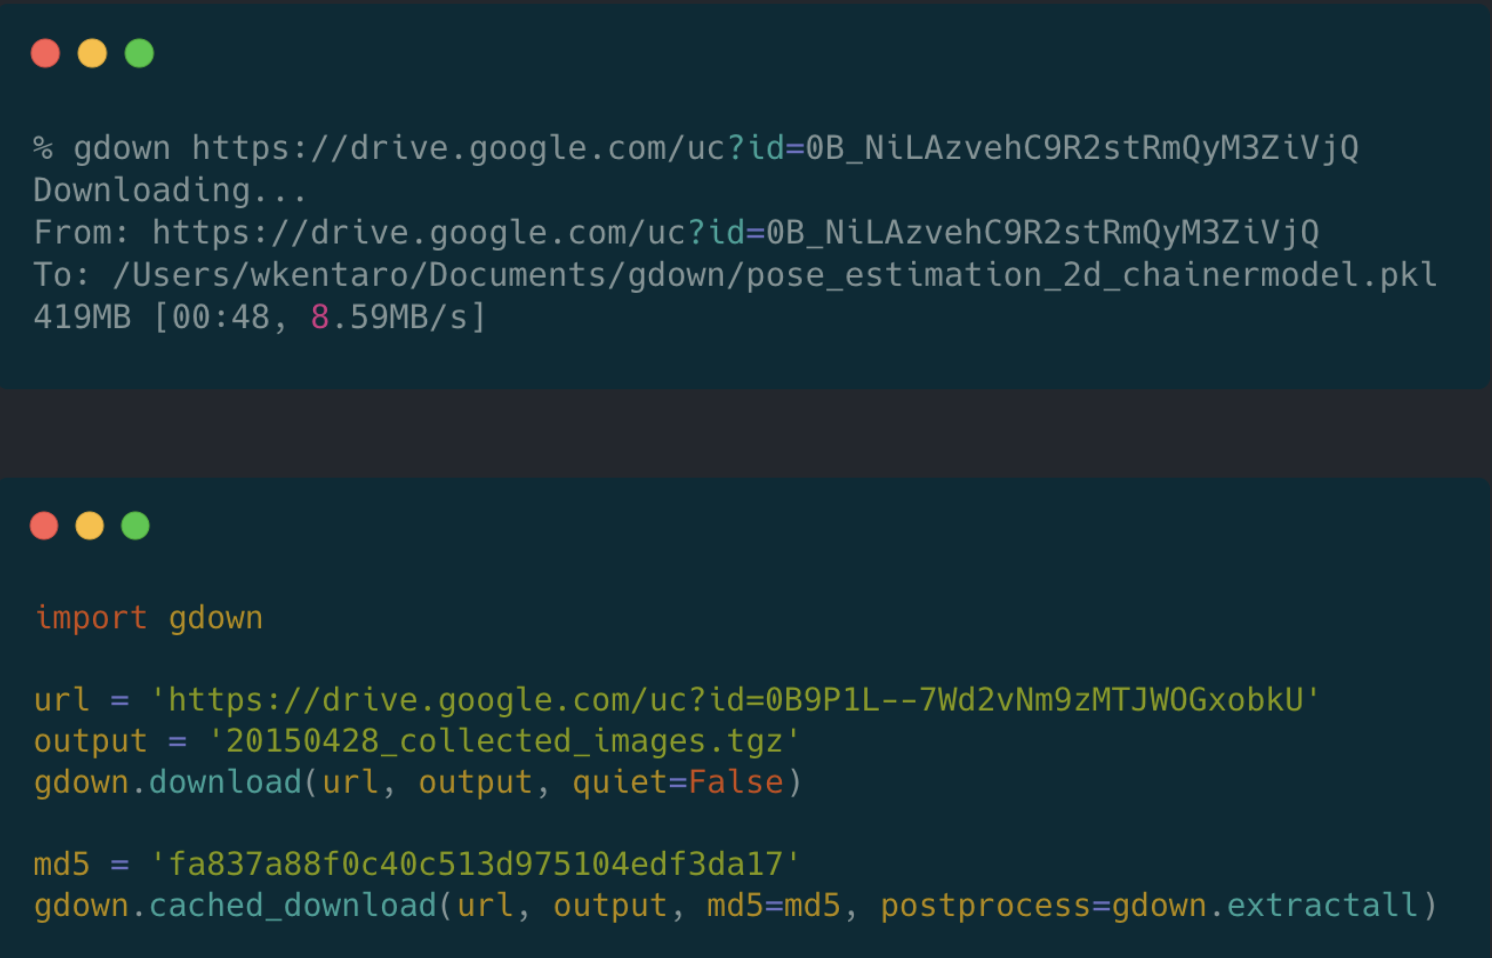 % gdown https://drive.google.com/uc?id=0B_NiLAzvehC9R2stRmQyM3ZiVjQ
Downloading...
From: https://drive.google.com/uc?id=0B_NiLAzvehC9R2stRmQyM3ZiVjQ
To: /Users/wkentaro/Documents/gdown/pose_estimation_2d_chainermodel.pkl
419MB [00:48, 8.59MB/s]
import gdown
url = 'https://drive.google.com/uc?id=0B9P1L--7Wd2vNm9zMTJWOGxobkU'
output = '20150428_collected_images.tgz'
gdown.download(url, output, quiet=False)
md5 = 'fa837a88f0c40c513d975104edf3da17'
gdown.cached_download(url, output, md5=md5, postprocess=gdown.extractall)